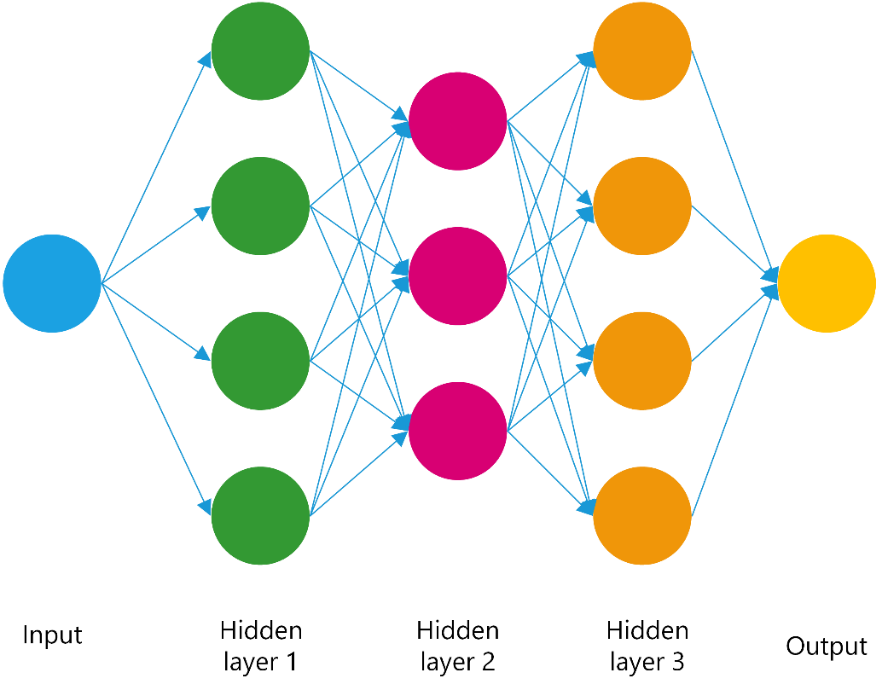 Input
Hidden
layer 1
Hidden
layer 2
Hidden
layer 3
Output